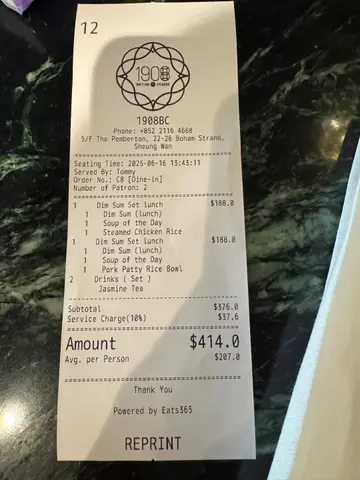 12
1908
BRITISH CHINESE
1908BC
Phone: +852 2116 4668
5/F The Pemberton, 22-26 Boham Strand,
Sheung Wan
Seating Time: 2025-06-16 13:43:11
Served By: Tommy
Order No.: C8 [Dine-in]
Number of Patron: 2
1 Dim Sum Set lunch $188.0
1 Dim Sum (lunch)
1 Soup of the Day
1 Steamed Chicken Rice
1 Dim Sum Set lunch $188.0
1 Dim Sum (lunch)
1 Soup of the Day
1 Pork Patty Rice Bowl
2 Drinks ( Set )
Jasmine Tea
Subtotal $376.0
Service Charge(10%) $37.6
Amount $414.0
Avg. per Person $207.0
Thank You
Powered by Eats365
REPRINT